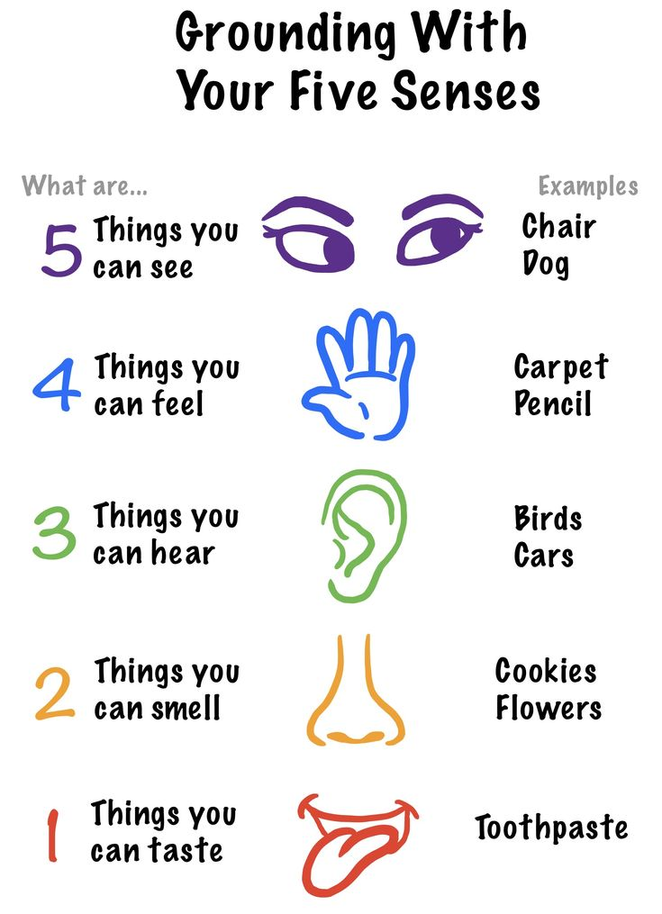 Grounding With
Your Five Senses
What are...
Examples
5 Things you
can see
Chair
Dog
4 Things you
can feel
Carpet
Pencil
3 Things you
can hear
Birds
Cars
2 Things you
can smell
Cookies
Flowers
1 Things you
can taste
Toothpaste